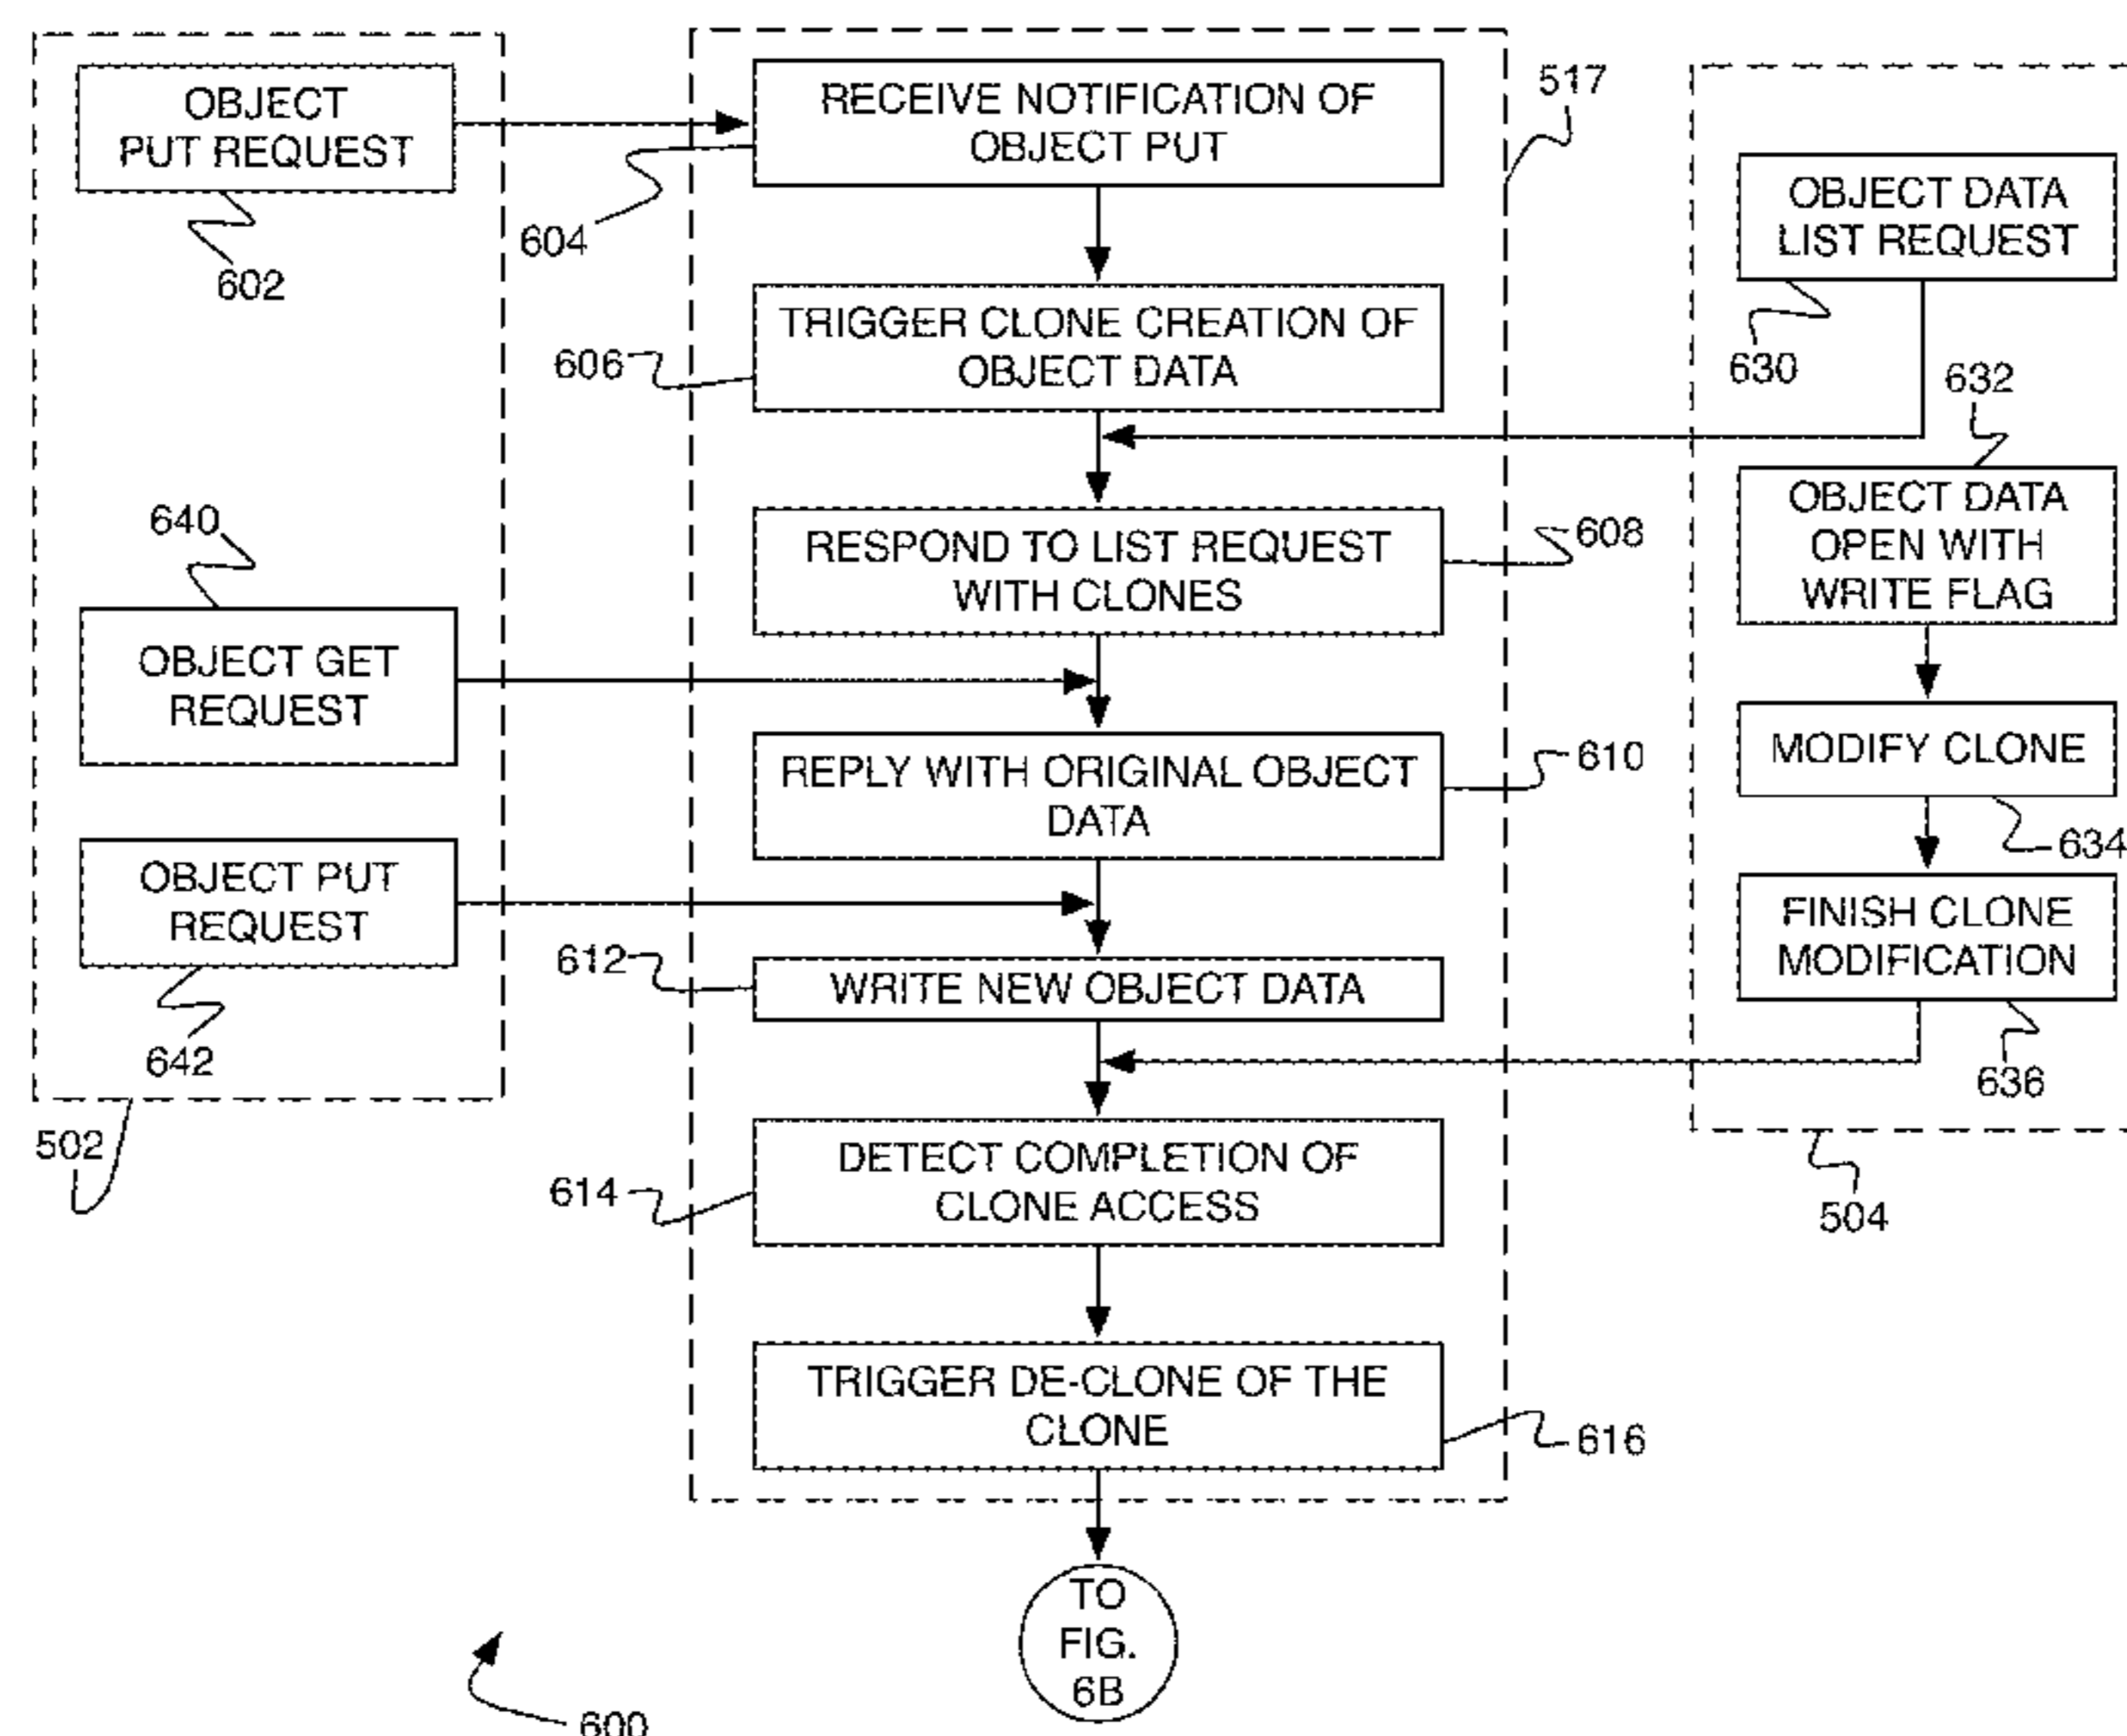 OBJECT
PUT REQUEST
602
640
OBJECT GET
REQUEST
OBJECT PUT
REQUEST
642
502
RECEIVE NOTIFICATION OF
OBJECT PUT
604
517
TRIGGER CLONE CREATION OF
OBJECT DATA
606
RESPOND TO LIST REQUEST
WITH CLONES
608
REPLY WITH ORIGINAL OBJECT
DATA
610
WRITE NEW OBJECT DATA
612
DETECT COMPLETION OF
CLONE ACCESS
614
TRIGGER DE-CLONE OF THE
CLONE
616
TO
FIG.
6B
OBJECT DATA
LIST REQUEST
630
632
OBJECT DATA
OPEN WITH
WRITE FLAG
MODIFY CLONE
634
FINISH CLONE
MODIFICATION
636
504
600